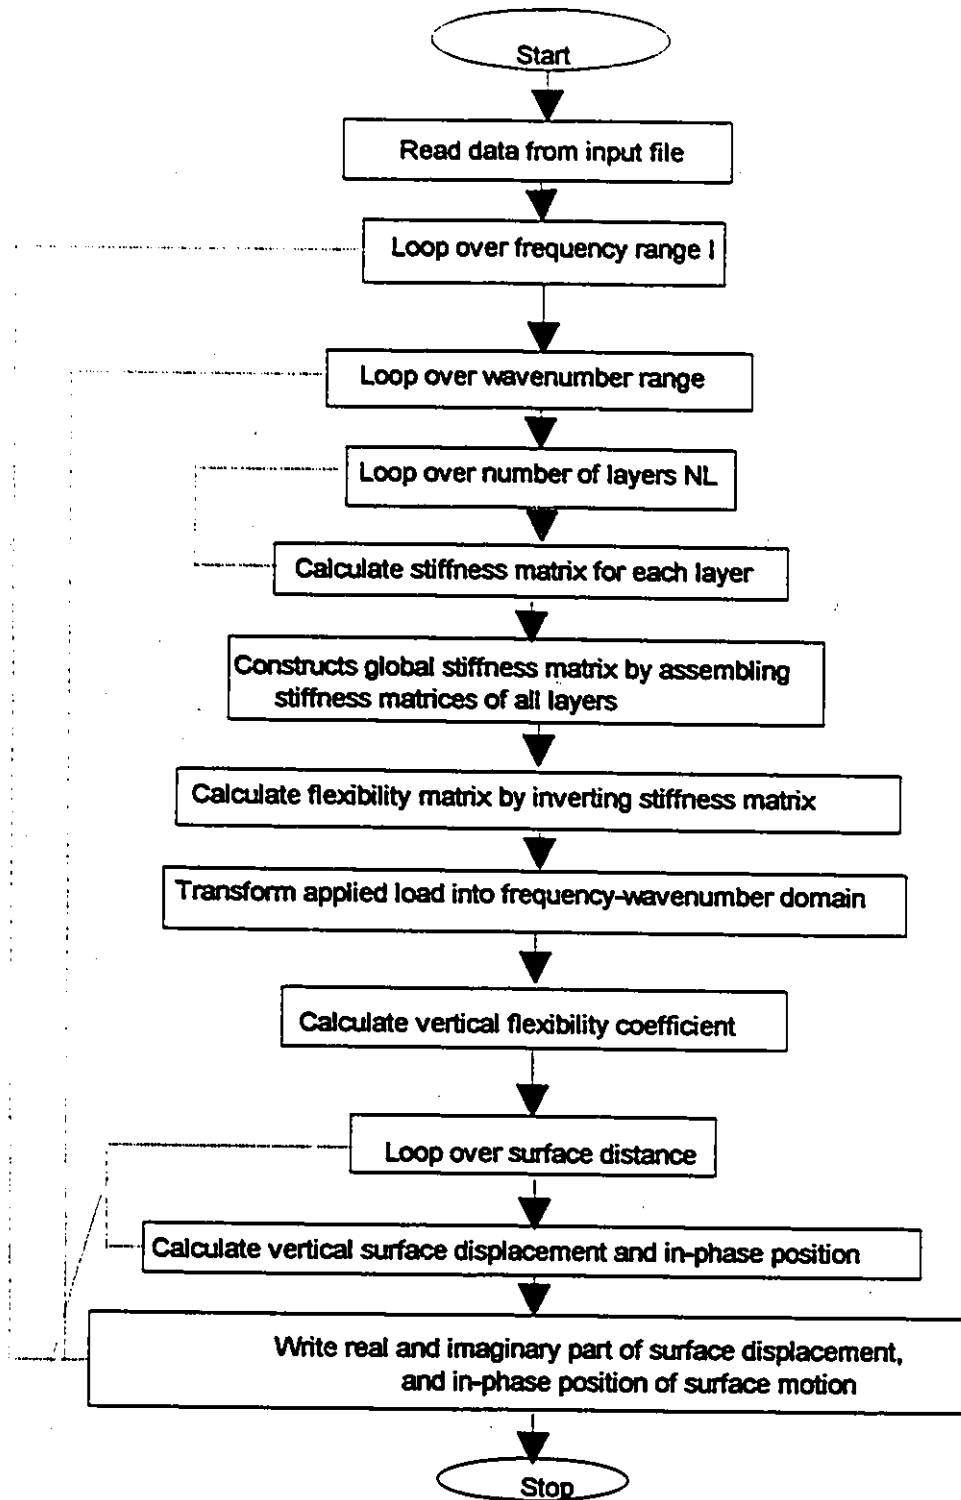 Start
Read data from input file
Loop over frequency range I
Loop over wavenumber range
Loop over number of layers NL
Calculate stiffness matrix for each layer
Constructs global stiffness matrix by assembling
stiffness matrices of all layers
Calculate flexibility matrix by inverting stiffness matrix
Transform applied load into frequency-wavenumber domain
Calculate vertical flexibility coefficient
Loop over surface distance
Calculate vertical surface displacement and in-phase position
Write real and imaginary part of surface displacement,
and in-phase position of surface motion
Stop